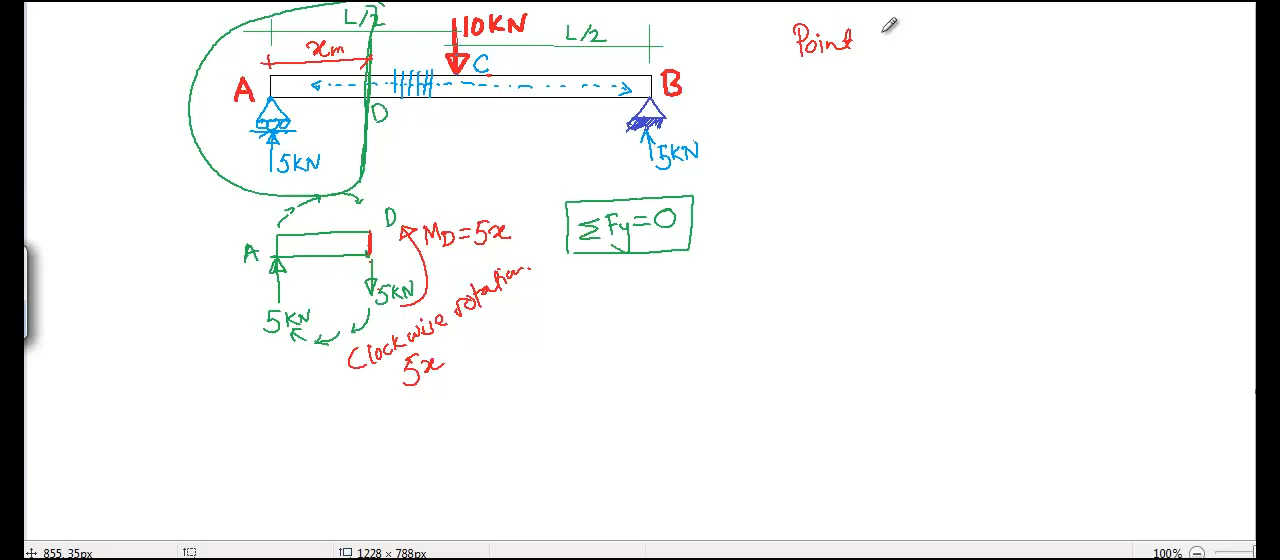 L/2
10KN
Point
L/2
xm
C
A
B
D
5KN
5KN
D
MD=5x
ΣFy=0
A
5KN
5KN
Clockwise rotation.
5x
855, 35px
1228 × 788px
100%